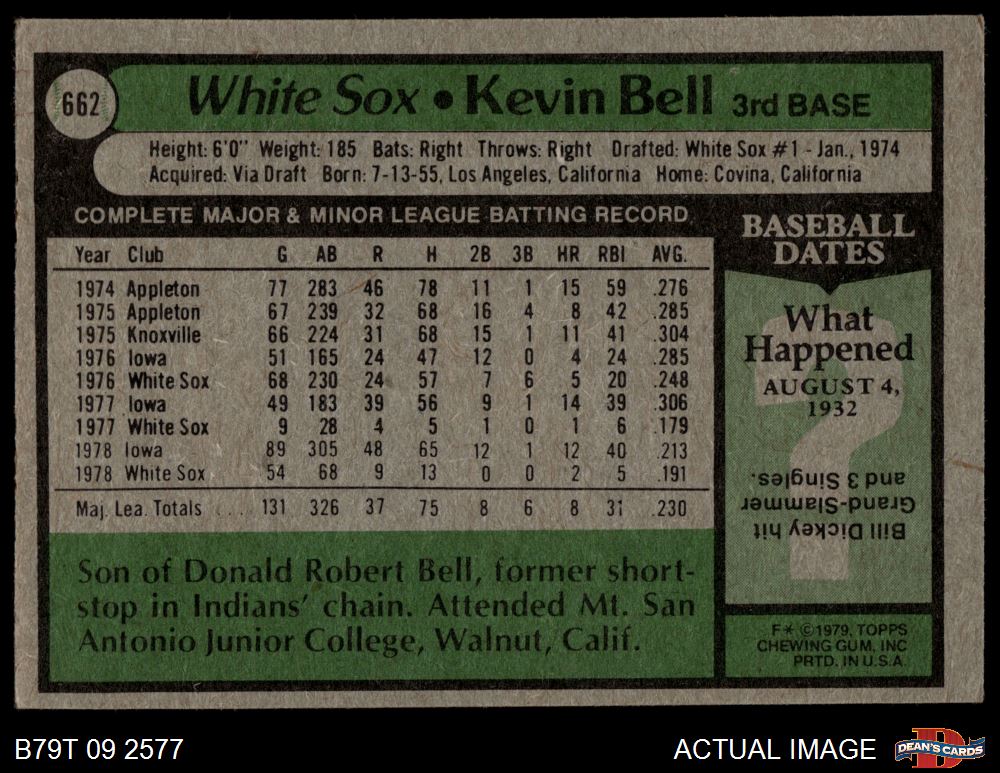 662
White Sox • Kevin Bell 3rd BASE
Height: 6'0" Weight: 185 Bats: Right Throws: Right Drafted: White Sox #1 - Jan., 1974
Acquired: Via Draft Born: 7-13-55, Los Angeles, California Home: Covina, California
COMPLETE MAJOR & MINOR LEAGUE BATTING RECORD
Year Club G AB R H 2B 3B HR RBI AVG.
1974 Appleton 77 283 46 78 11 1 15 59 .276
1975 Appleton 67 239 32 68 16 4 8 42 .285
1975 Knoxville 66 224 31 68 15 1 11 41 .304
1976 Iowa 51 165 24 47 12 0 4 24 .285
1976 White Sox 68 230 24 57 7 6 5 20 .248
1977 Iowa 49 183 39 56 9 1 14 39 .306
1977 White Sox 9 28 4 5 1 0 1 6 .179
1978 Iowa 89 305 48 65 12 1 12 40 .213
1978 White Sox 54 68 9 13 0 0 2 5 .191
Maj. Lea. Totals . . . 131 326 37 75 8 6 8 31 .230
Son of Donald Robert Bell, former short-
stop in Indians' chain. Attended Mt. San
Antonio Junior College, Walnut, Calif.
BASEBALL
DATES
What
Happened
AUGUST 4,
1932
Bill Dickey hit
Grand-Slammer
and 3 Singles.
F* ©1979, TOPPS
CHEWING GUM, INC
PRTD. IN U.S.A.
B79T 09 2577
ACTUAL IMAGE
D
DEAN'S CARDS